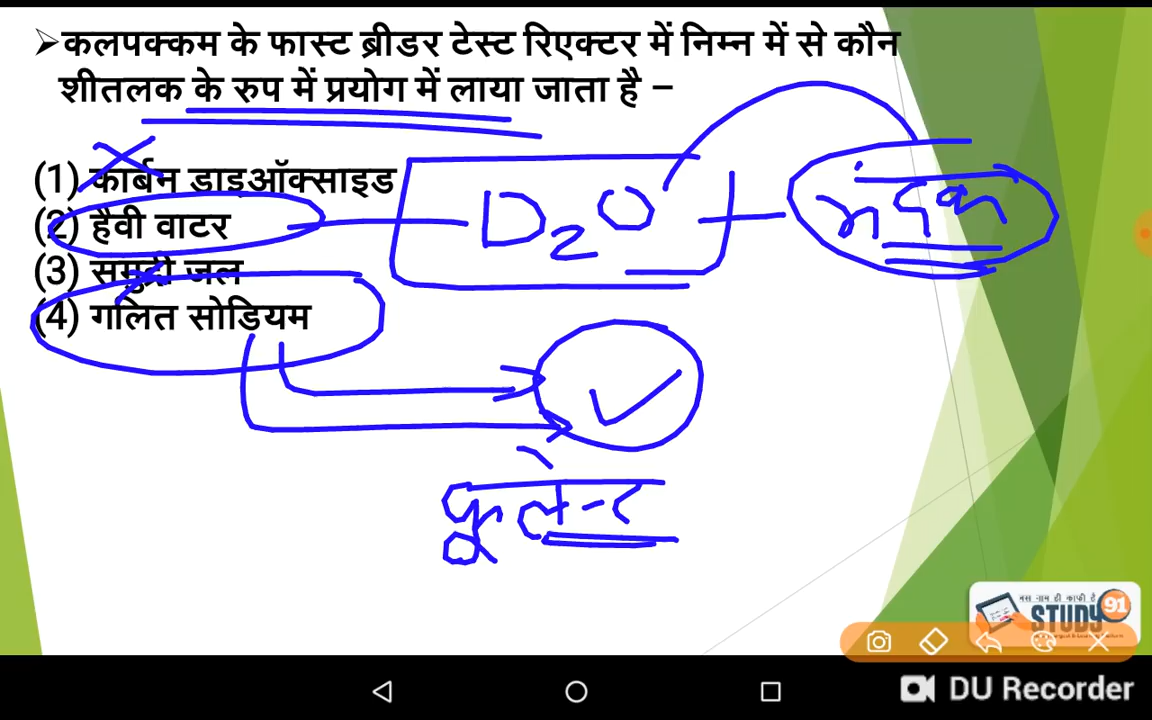 ➢कलपक्कम के फास्ट ब्रीडर टेस्ट रिएक्टर में निम्न में से कौन
शीतलक के रुप में प्रयोग में लाया जाता है –
(1) कार्बन डाइऑक्साइड
(2) हैवी वाटर
(3) समुद्री जल
(4) गलित सोडियम
D2O
मंदक
बस नाम ही काफी है
STUDY 91
DU Recorder